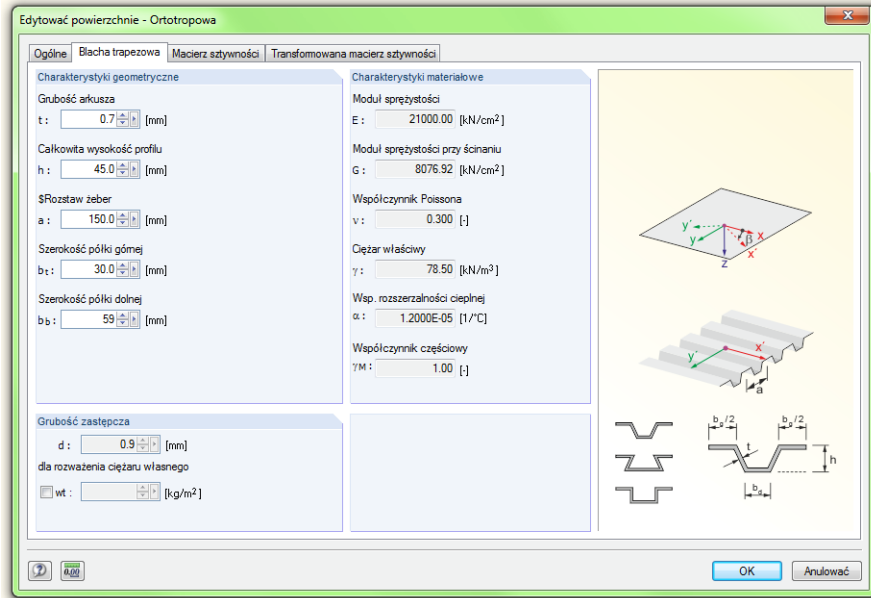 Edytować powierzchnie - Ortotropowa
Ogólne Blacha trapezowa Macierz sztywności Transformowana macierz sztywności
Charakterystyki geometryczne
Grubość arkusza
t: 0.7 [mm]
Całkowita wysokość profilu
h: 45.0 [mm]
$Rozstaw żeber
a: 150.0 [mm]
Szerokość półki górnej
bt: 30.0 [mm]
Szerokość półki dolnej
bb: 59 [mm]
Grubość zastępcza
d: 0.9 [mm]
dla rozważenia ciężaru własnego
wt: [kg/m²]
Charakterystyki materiałowe
Moduł sprężystości
E: 21000.00 [kN/cm²]
Moduł sprężystości przy ścinaniu
G: 8076.92 [kN/cm²]
Współczynnik Poissona
ν: 0.300 [-]
Ciężar właściwy
γ: 78.50 [kN/m³]
Wsp. rozszerzalności cieplnej
α: 1.2000E-05 [1/°C]
Współczynnik częściowy
γM: 1.00 [-]
y´ x
y β x´
z
x´
y´
a
bg/2 bg/2
t
h
bd
0.00
OK Anulować